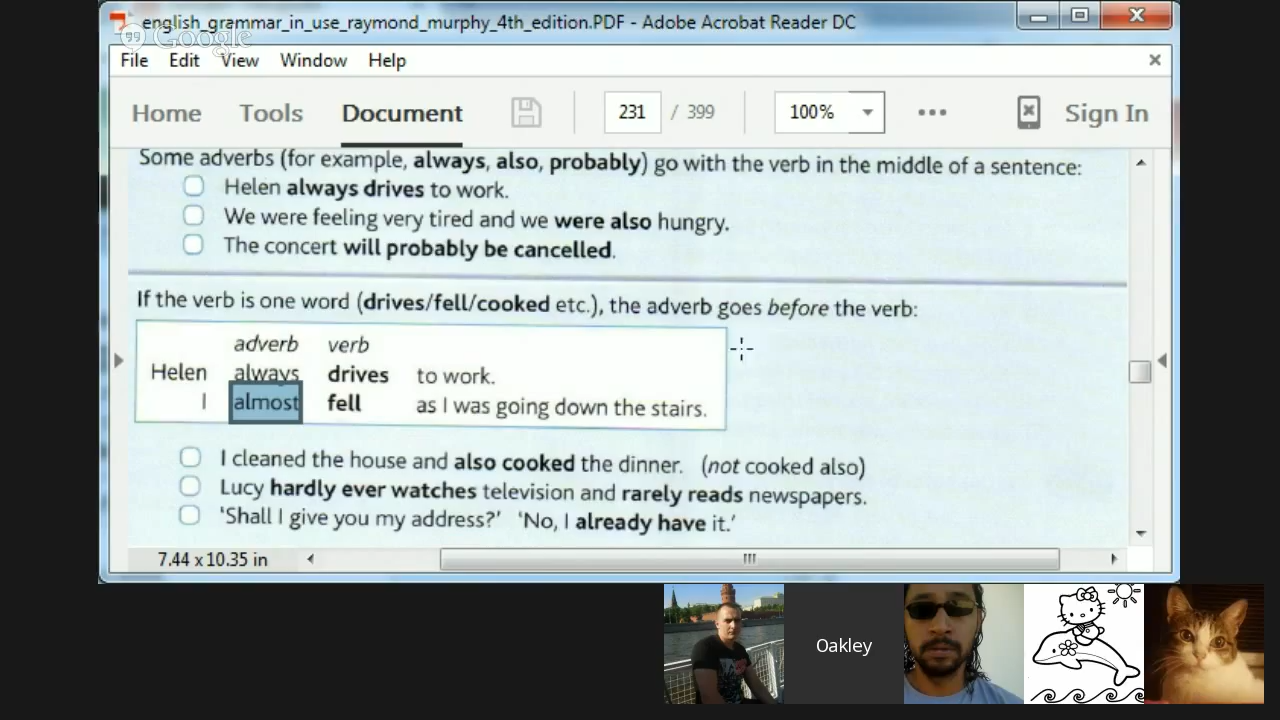 english_grammar_in_use_raymond_murphy_4th_edition.PDF - Adobe Acrobat Reader DC
Google
File Edit View Window Help
Home Tools Document 231 / 399 100% Sign In
Some adverbs (for example, always, also, probably) go with the verb in the middle of a sentence:
Helen always drives to work.
We were feeling very tired and we were also hungry.
The concert will probably be cancelled.
If the verb is one word (drives/fell/cooked etc.), the adverb goes before the verb:
adverb verb
Helen always drives to work.
I almost fell as I was going down the stairs.
I cleaned the house and also cooked the dinner. (not cooked also)
Lucy hardly ever watches television and rarely reads newspapers.
‘Shall I give you my address?’ ‘No, I already have it.’
7.44 x 10.35 in
Oakley